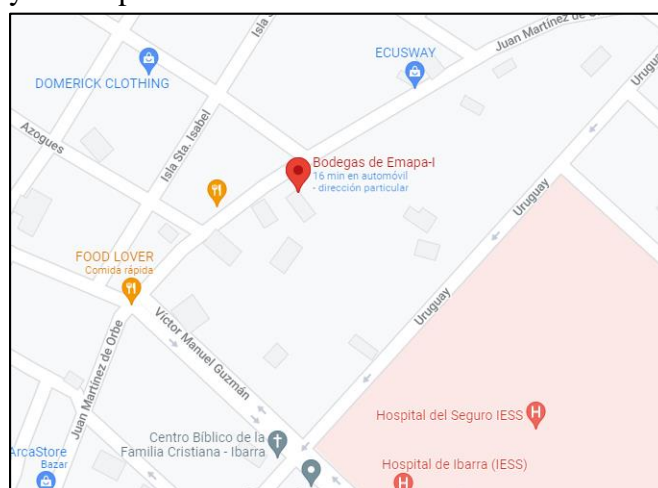 Isla
ECUSWAY
Juan Martínez de Or
Urugu
DOMERICK CLOTHING
Azogues
Isla Sta. Isabel
Bodegas de Emapa-I
16 min en automóvil
- dirección particular
Uruguay
FOOD LOVER
Comida rápida
Uruguay
Víctor Manuel Guzmán
Juan Martínez de Orbe
Hospital del Seguro IESS
H
Centro Bíblico de la
Familia Cristiana - Ibarra
ArcaStore
Bazar
Hospital de Ibarra (IESS)
H